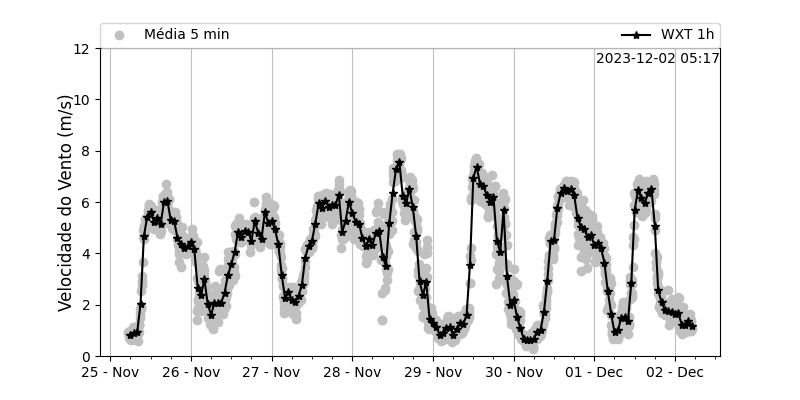 Média 5 min
WXT 1h
2023-12-02 05:17
Velocidade do Vento (m/s)
12
10
8
6
4
2
0
25 - Nov 26 - Nov 27 - Nov 28 - Nov 29 - Nov 30 - Nov 01 - Dec 02 - Dec